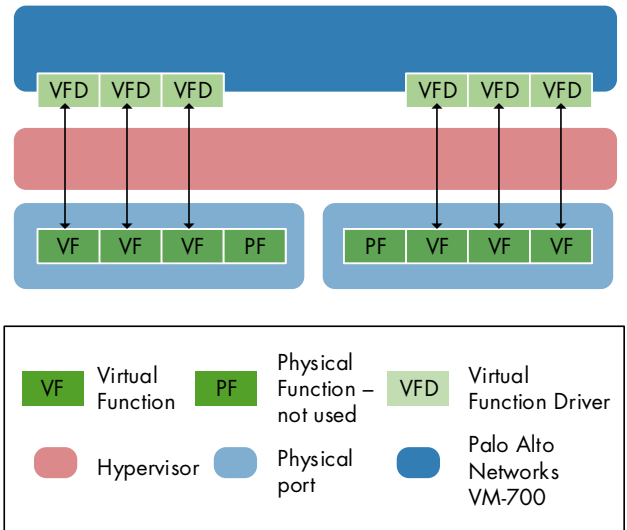 VFD VFD VFD VFD VFD VFD
VF VF VF PF PF VF VF VF
VF
Virtual
Function
PF
Physical
Function –
not used
VFD
Virtual
Function Driver
Hypervisor
Physical
port
Palo Alto
Networks
VM-700